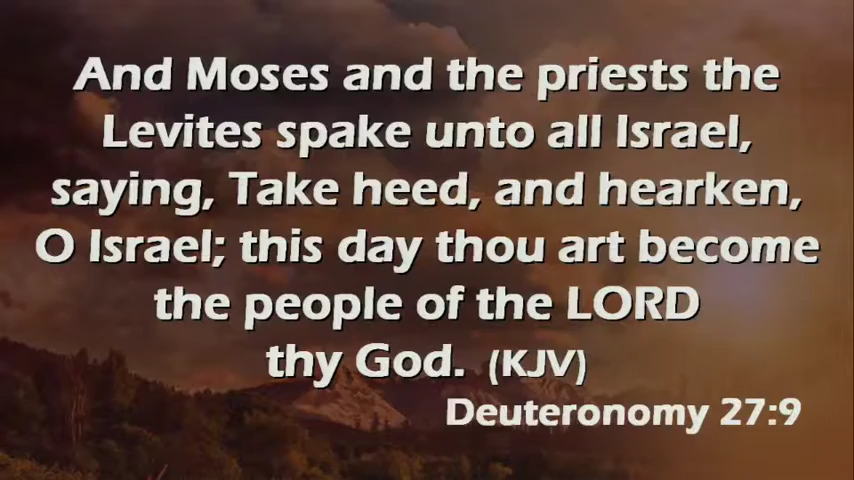 And Moses and the priests the
Levites spake unto all Israel,
saying, Take heed, and hearken,
O Israel; this day thou art become
the people of the LORD
thy God. (KJV)
Deuteronomy 27:9